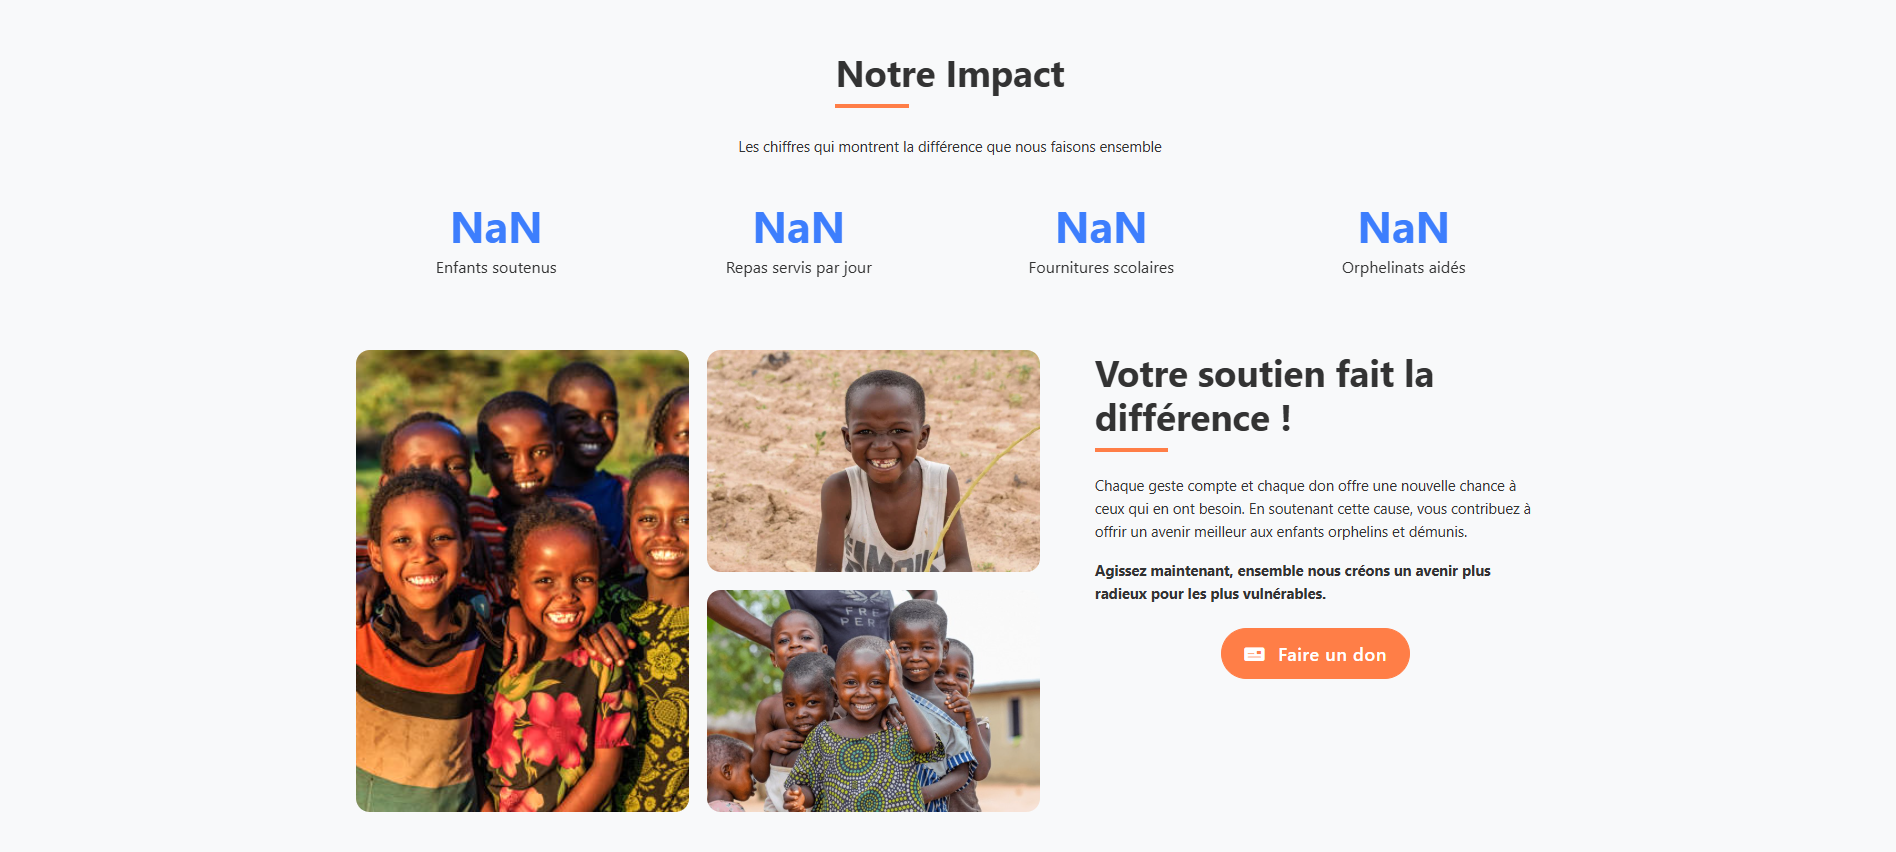 Notre Impact
Les chiffres qui montrent la différence que nous faisons ensemble
NaN
Enfants soutenus
NaN
Repas servis par jour
NaN
Fournitures scolaires
NaN
Orphelinats aidés
FRE
PER
Votre soutien fait la
différence !
Chaque geste compte et chaque don offre une nouvelle chance à
ceux qui en ont besoin. En soutenant cette cause, vous contribuez à
offrir un avenir meilleur aux enfants orphelins et démunis.
Agissez maintenant, ensemble nous créons un avenir plus
radieux pour les plus vulnérables.
Faire un don